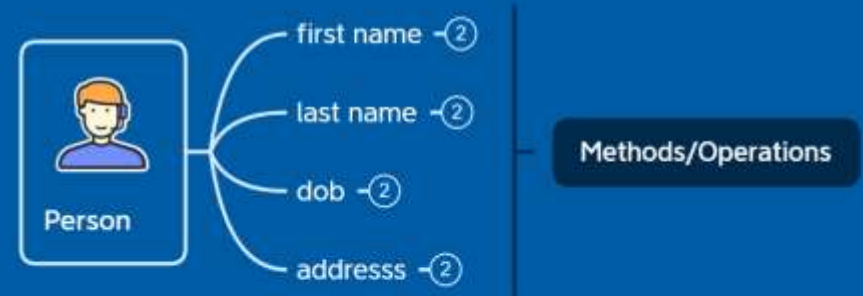 first name 2
last name 2
dob 2
addresss 2
Person
Methods/Operations